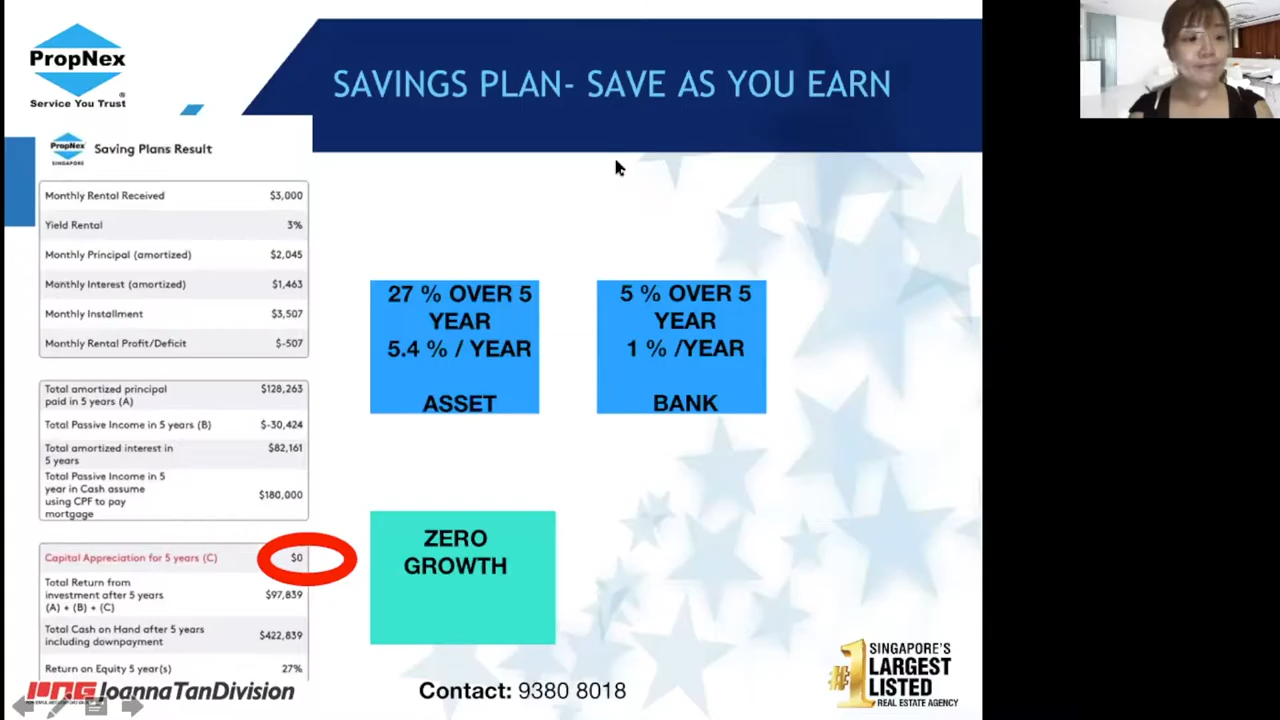 PropNex
Service You Trust
®
SAVINGS PLAN- SAVE AS YOU EARN
PropNex
SINGAPORE
Saving Plans Result
Monthly Rental Received $3,000
Yield Rental 3%
Monthly Principal (amortized) $2,045
Monthly Interest (amortized) $1,463
Monthly Installment $3,507
Monthly Rental Profit/Deficit $-507
Total amortized principal
paid in 5 years (A) $128,263
Total Passive Income in 5 years (B) $-30,424
Total amortized interest in
5 years $82,161
Total Passive Income in 5
year in Cash assume
using CPF to pay
mortgage $180,000
Capital Appreciation for 5 years (C) $0
Total Return from
investment after 5 years
(A) + (B) + (C) $97,839
Total Cash on Hand after 5 years
including downpayment $422,839
Return on Equity 5 year(s) 27%
27 % OVER 5
YEAR
5.4 % / YEAR
ASSET
5 % OVER 5
YEAR
1 % /YEAR
BANK
ZERO
GROWTH
PNG JoannaTanDivision
Contact: 9380 8018
#1 SINGAPORE'S
LARGEST
LISTED
REAL ESTATE AGENCY